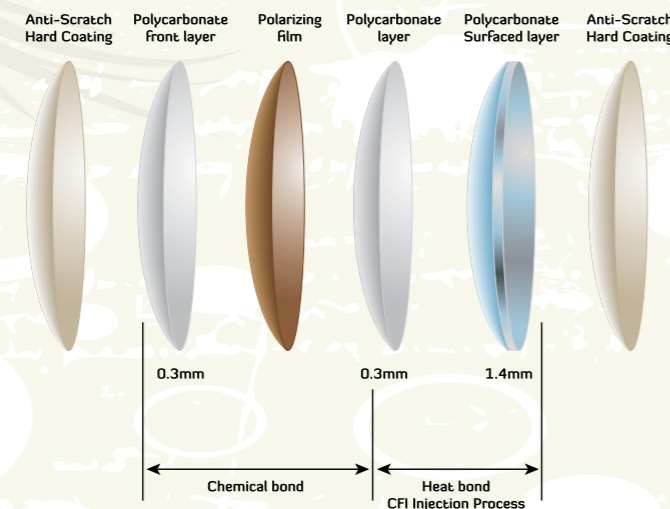 Anti-Scratch
Hard Coating
Polycarbonate
front layer
Polarizing
film
Polycarbonate
layer
Polycarbonate
Surfaced layer
Anti-Scratch
Hard Coating
0.3mm
0.3mm
1.4mm
Chemical bond
Heat bond
CFI Injection Process